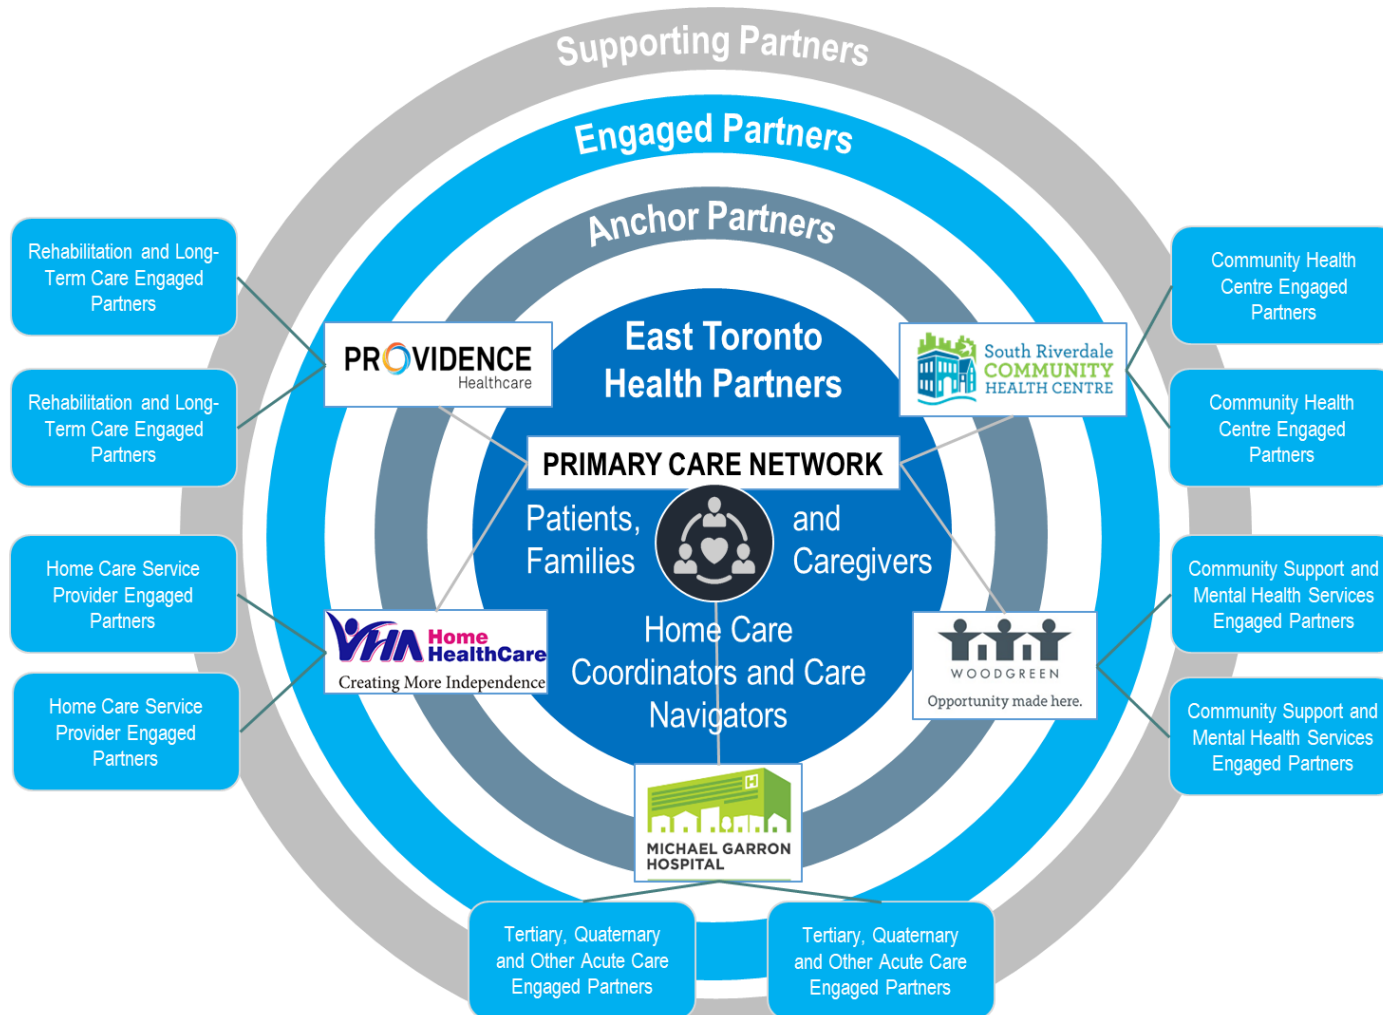 Supporting Partners
Engaged Partners
Anchor Partners
East Toronto
Health Partners
PRIMARY CARE NETWORK
Patients,
Families
and
Caregivers
Home Care
Coordinators and Care
Navigators
Rehabilitation and Long-
Term Care Engaged
Partners
Rehabilitation and Long-
Term Care Engaged
Partners
PROVIDENCE
Healthcare
Home Care Service
Provider Engaged
Partners
Home Care Service
Provider Engaged
Partners
VHA Home
HealthCare
Creating More Independence
South Riverdale
COMMUNITY
HEALTH CENTRE
Community Health
Centre Engaged
Partners
Community Health
Centre Engaged
Partners
WOODGREEN
Opportunity made here.
Community Support and
Mental Health Services
Engaged Partners
Community Support and
Mental Health Services
Engaged Partners
H
MICHAEL GARRON
HOSPITAL
Tertiary, Quaternary
and Other Acute Care
Engaged Partners
Tertiary, Quaternary
and Other Acute Care
Engaged Partners